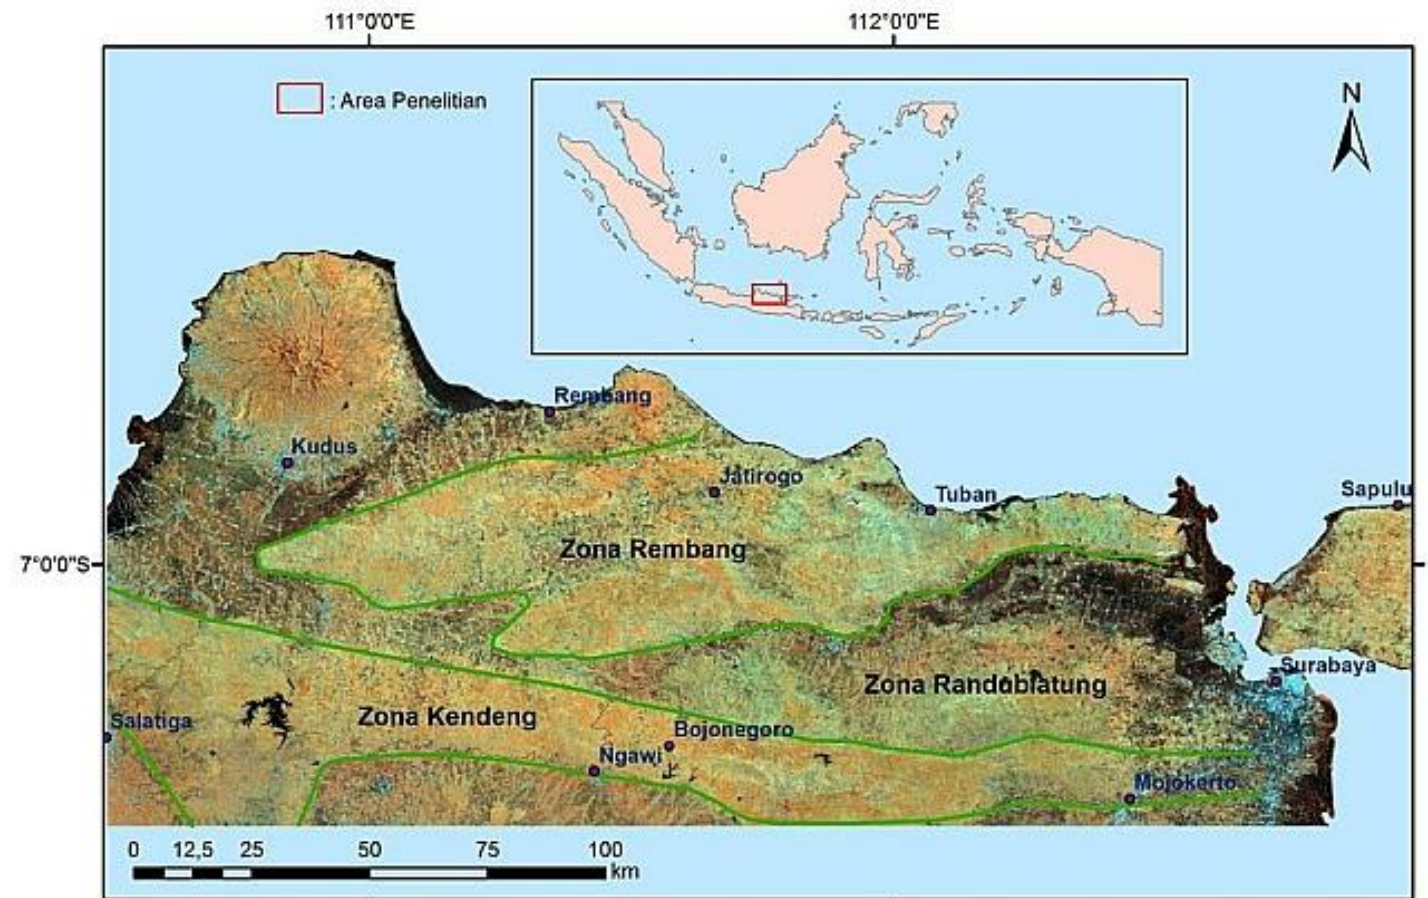 111°0'0"E
112°0'0"E
: Area Penelitian
N
Rembang
Kudus
Jatirogo
Tuban
Sapulu
Zona Rembang
7°0'0"S
Surabaya
Zona Randublatung
Zona Kendeng
Salatiga
Bojonegoro
Ngawi
Mojokerto
0 12,5 25 50 75 100
km